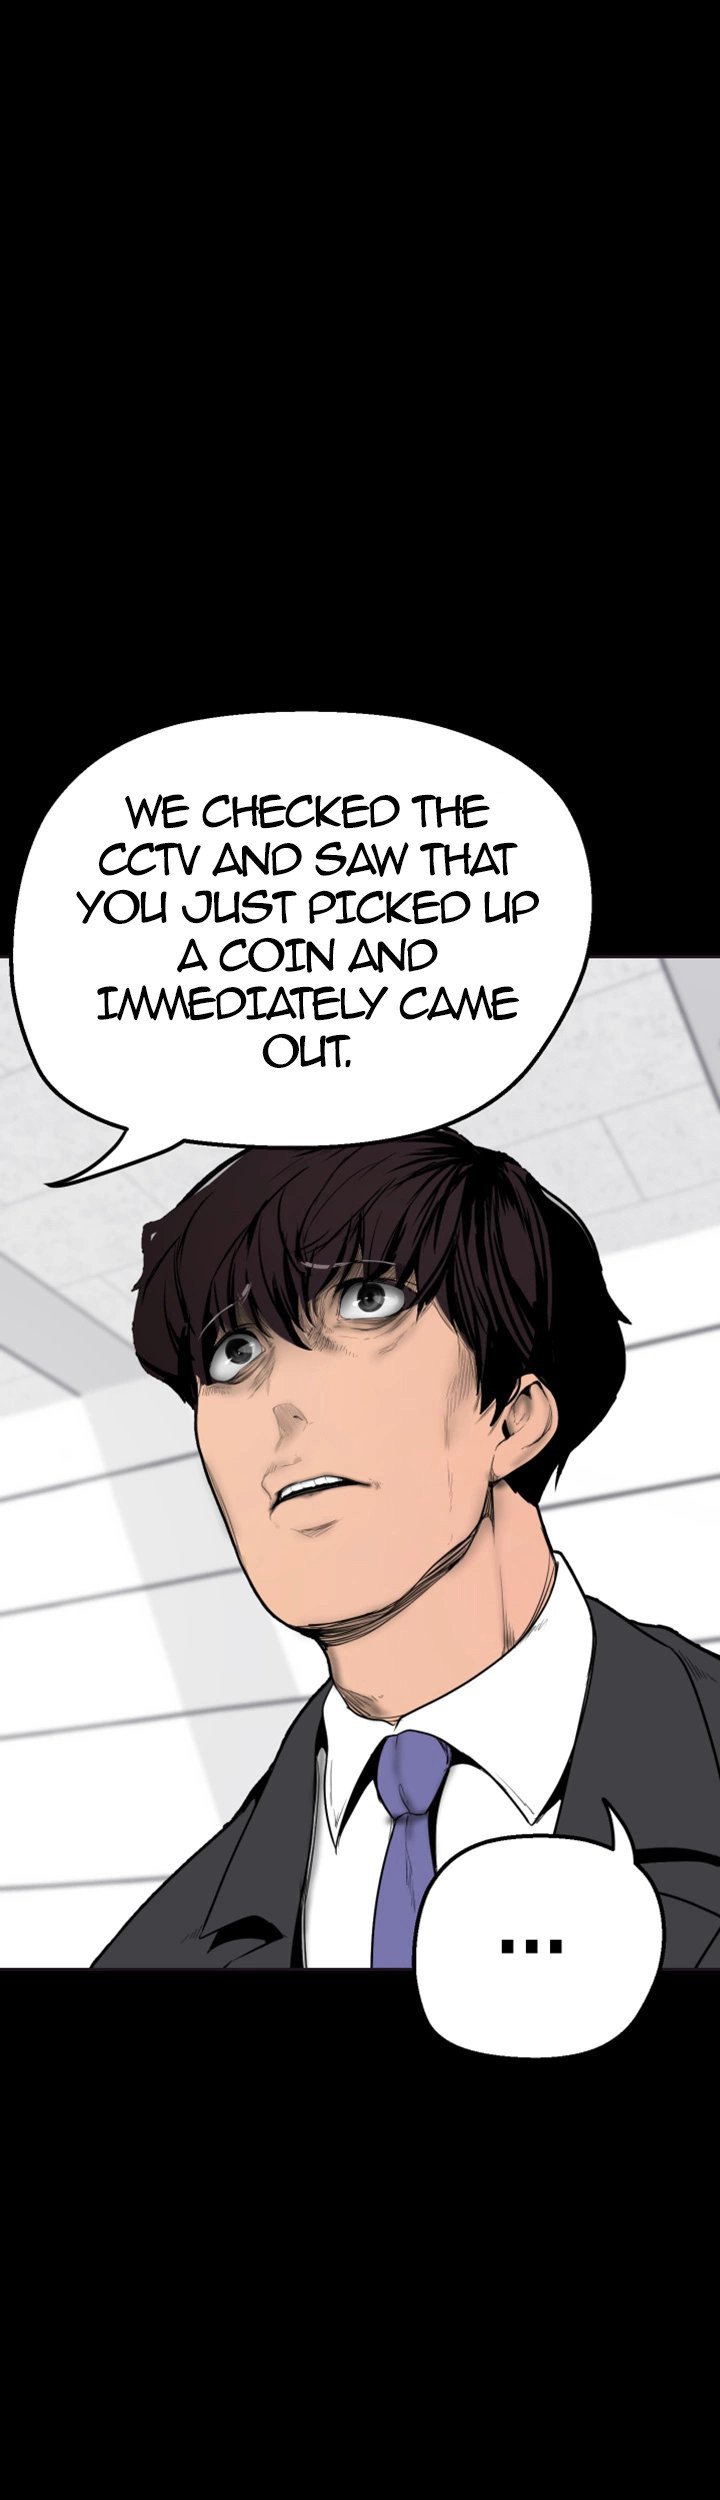 WE CHECKED THE
CCTV AND SAW THAT
YOU JUST PICKED UP
A COIN AND
IMMEDIATELY CAME
OUT.
...